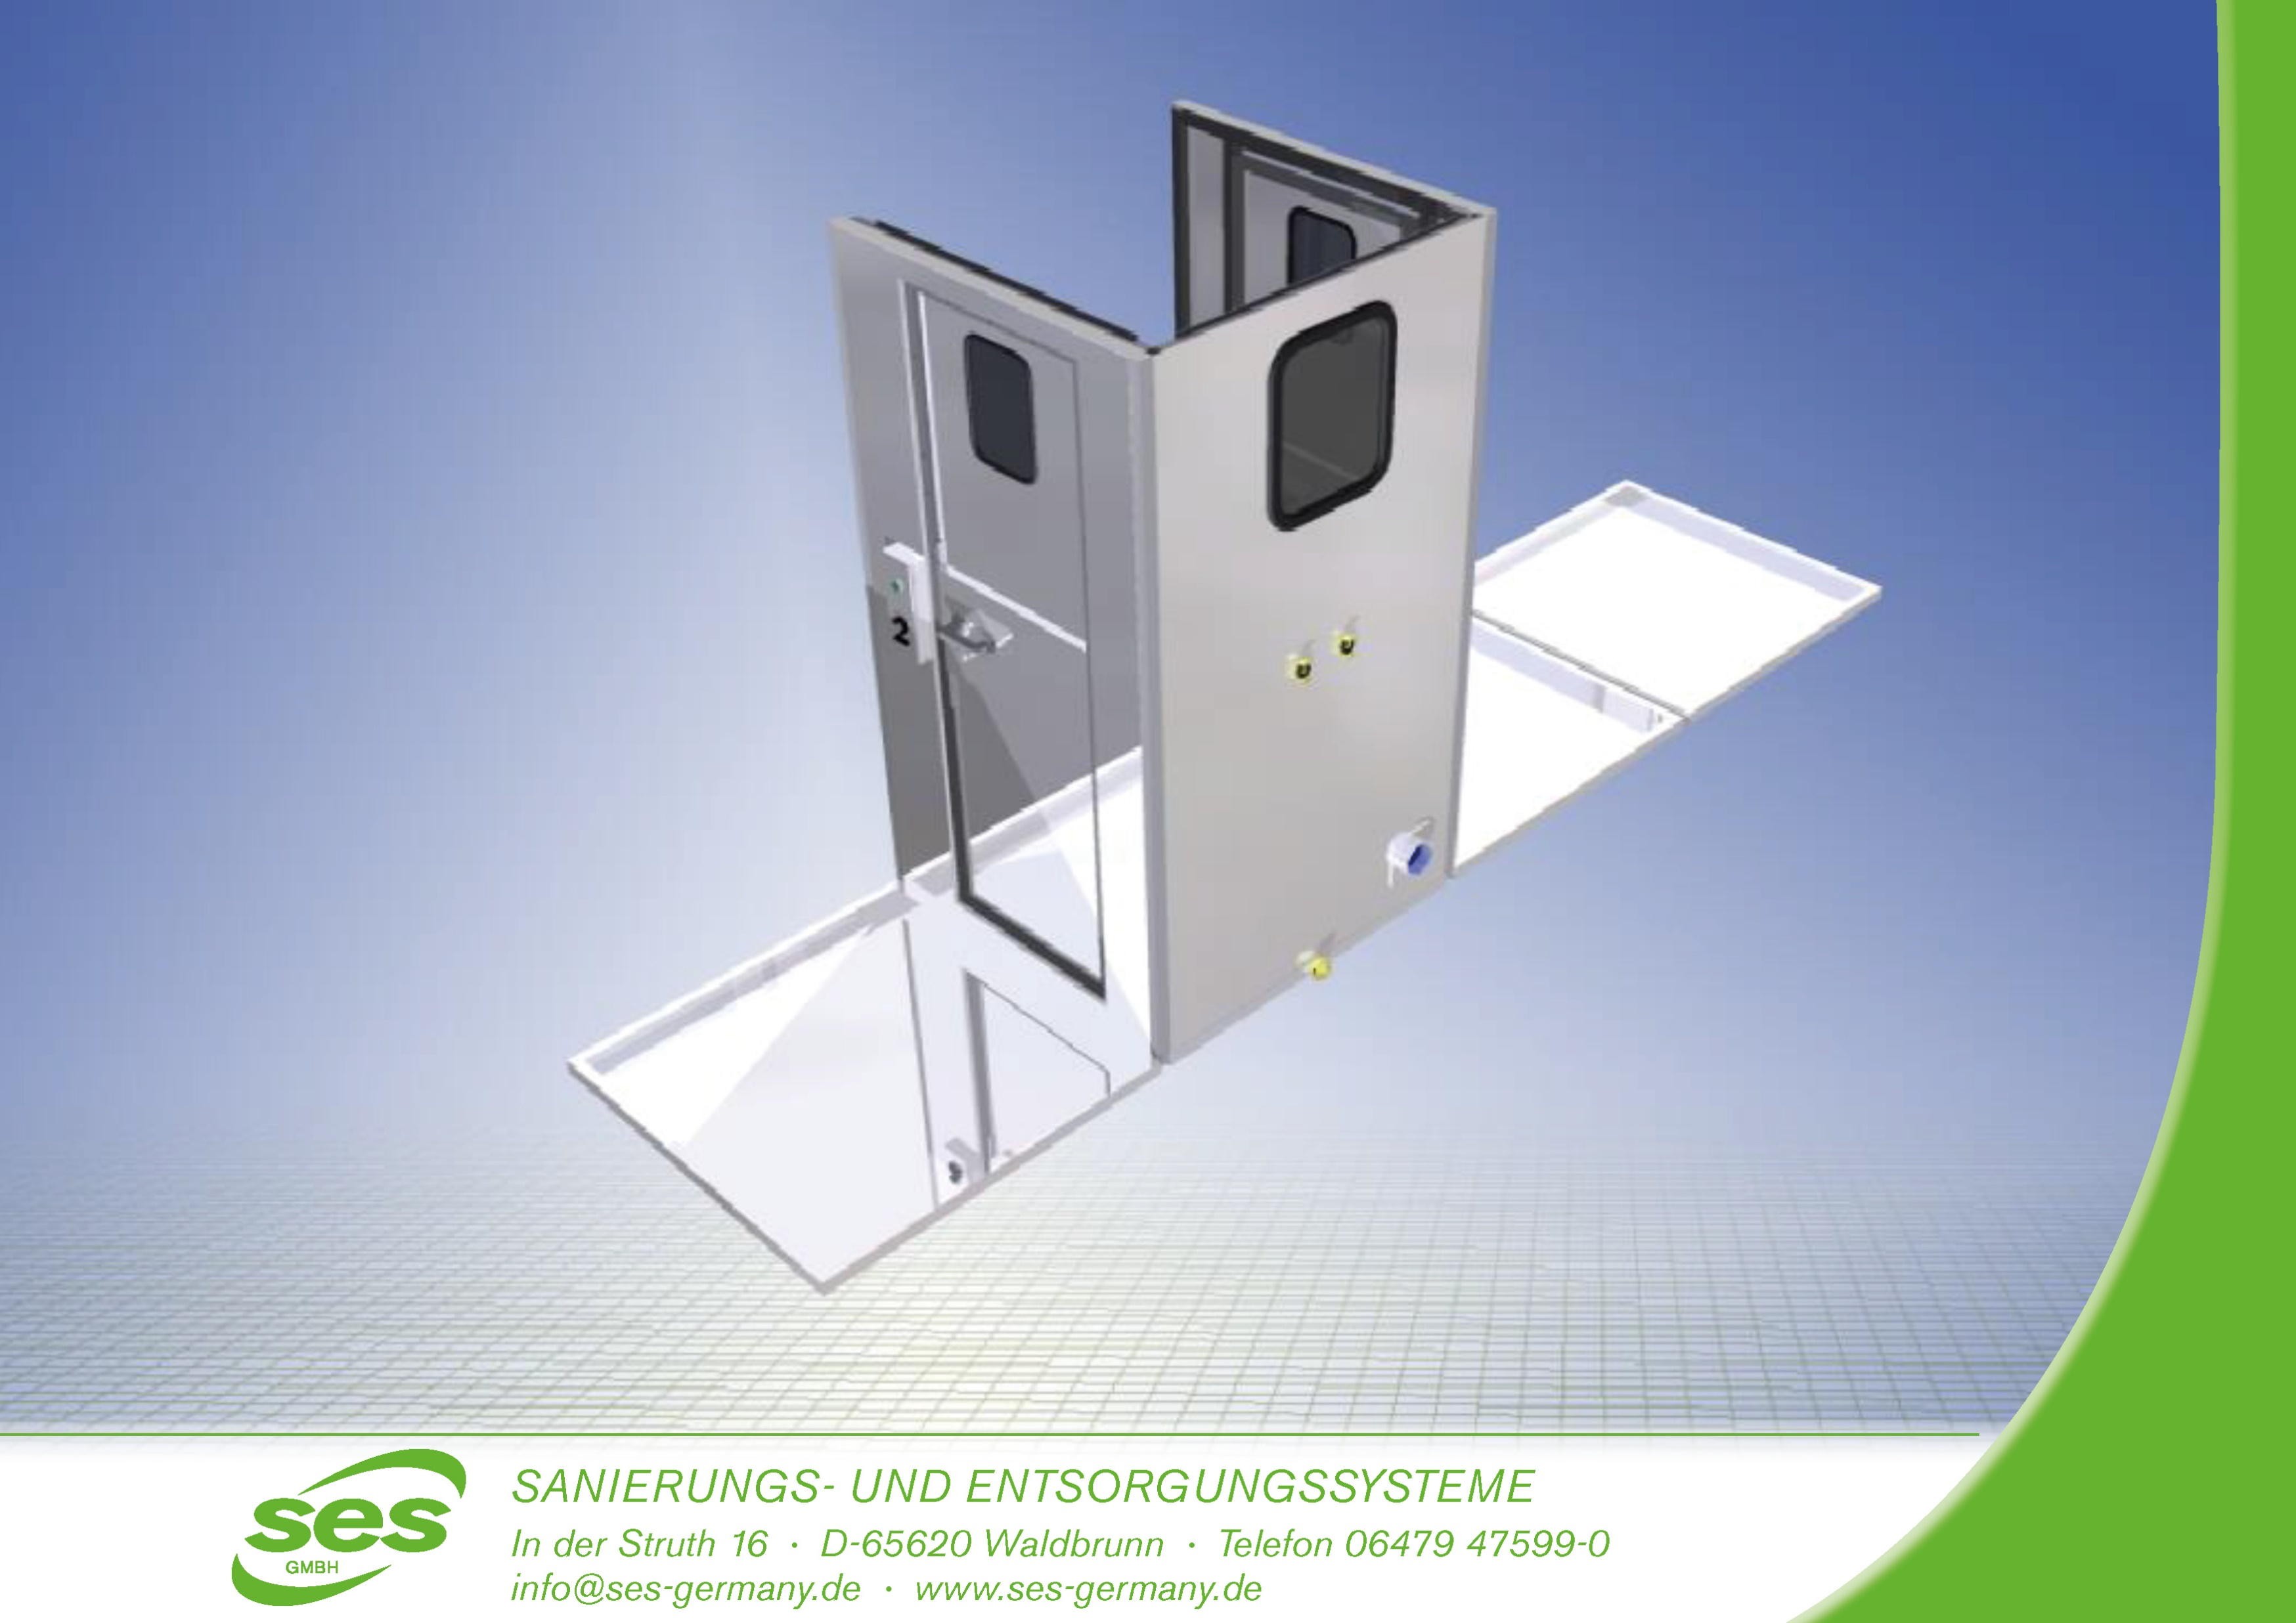 2
ses
GMBH
SANIERUNGS- UND ENTSORGUNGSSYSTEME
In der Struth 16 · D-65620 Waldbrunn · Telefon 06479 47599-0
info@ses-germany.de · www.ses-germany.de